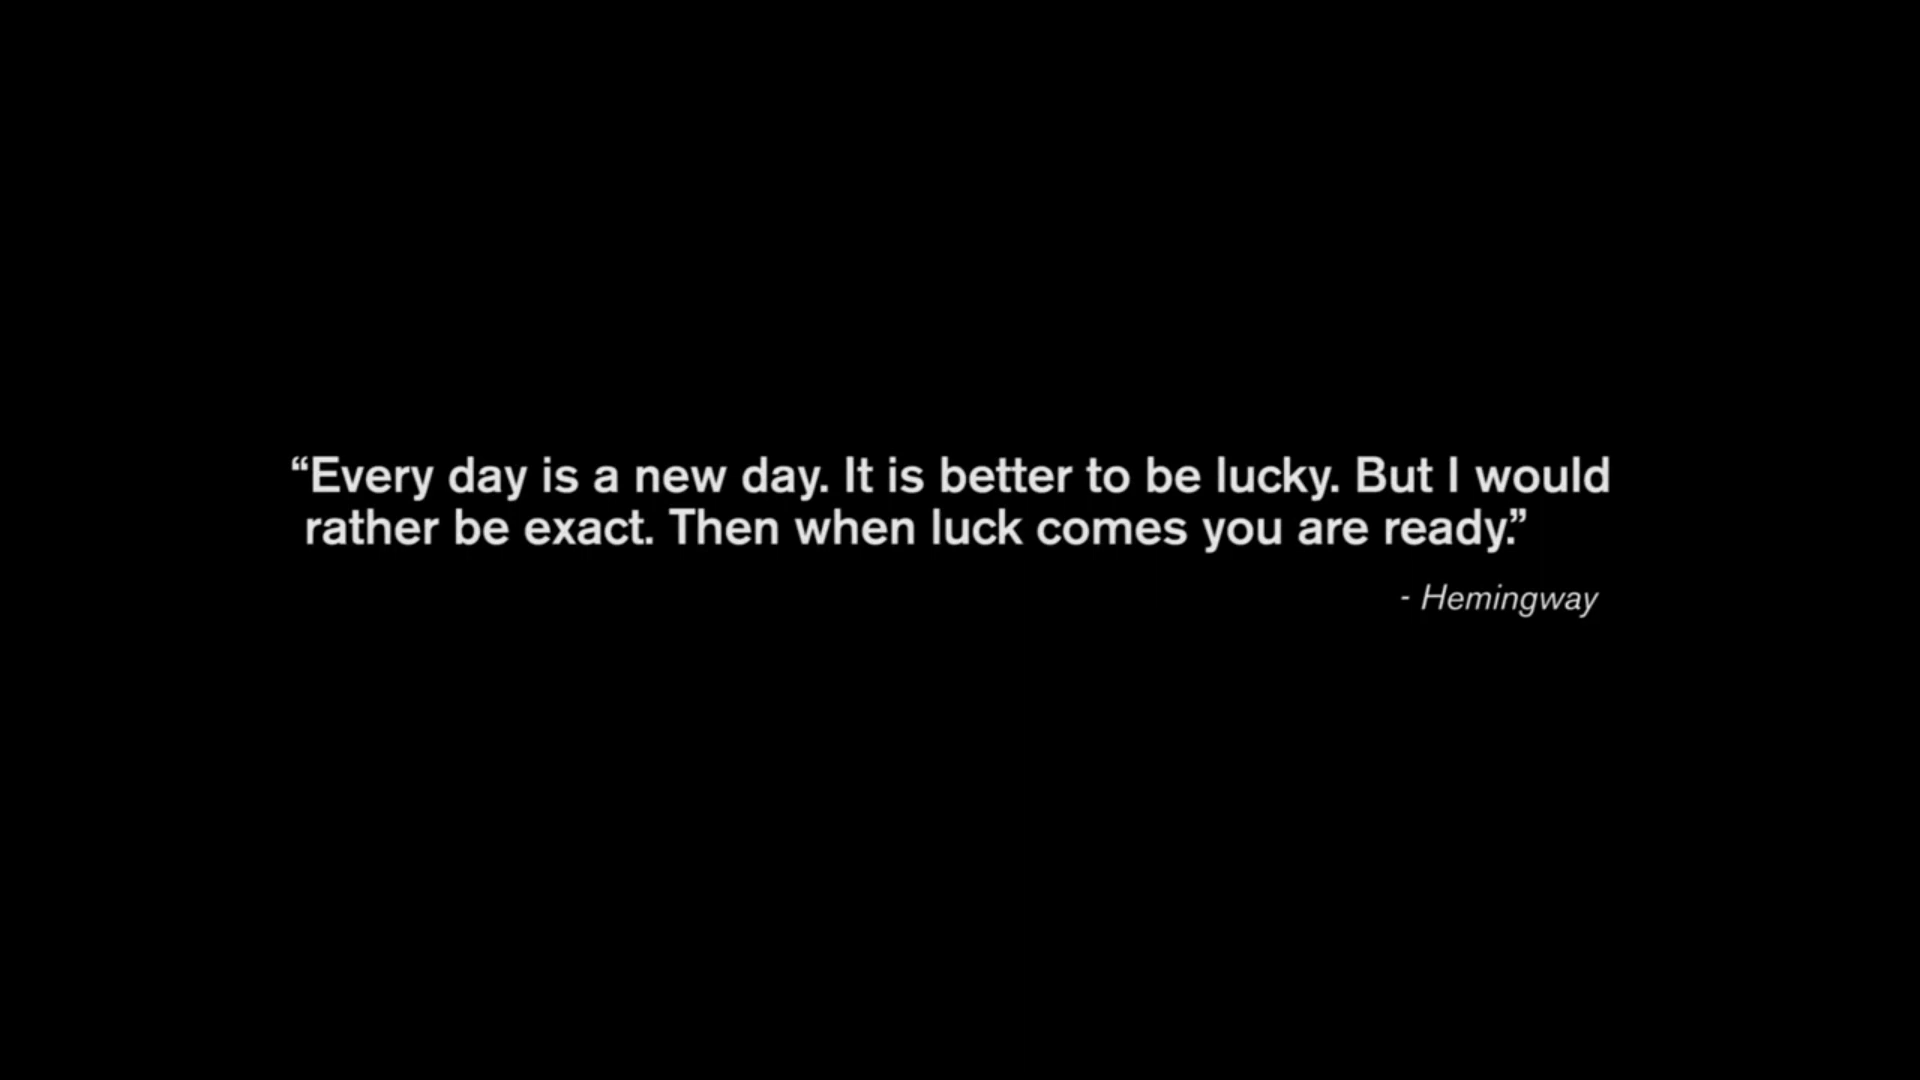 “Every day is a new day. It is better to be lucky. But I would
rather be exact. Then when luck comes you are ready.”
- Hemingway